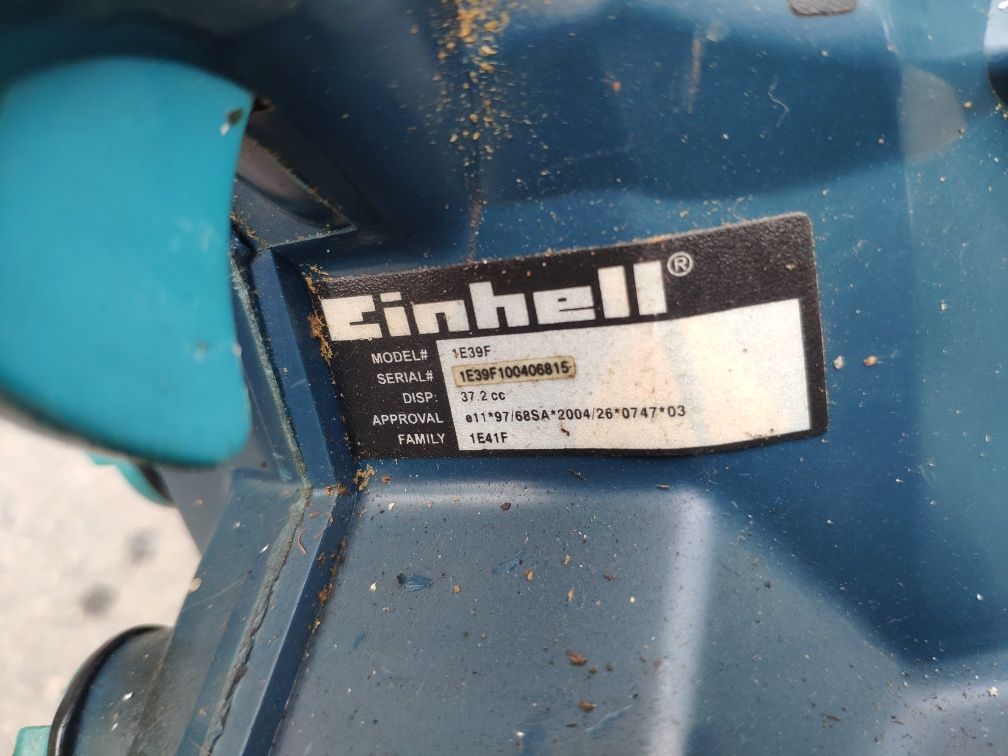 Einhell®
MODEL# 1E39F
SERIAL# 1E39F100406815
DISP: 37.2 cc
APPROVAL e11*97/68SA*2004/26*0747*03
FAMILY 1E41F